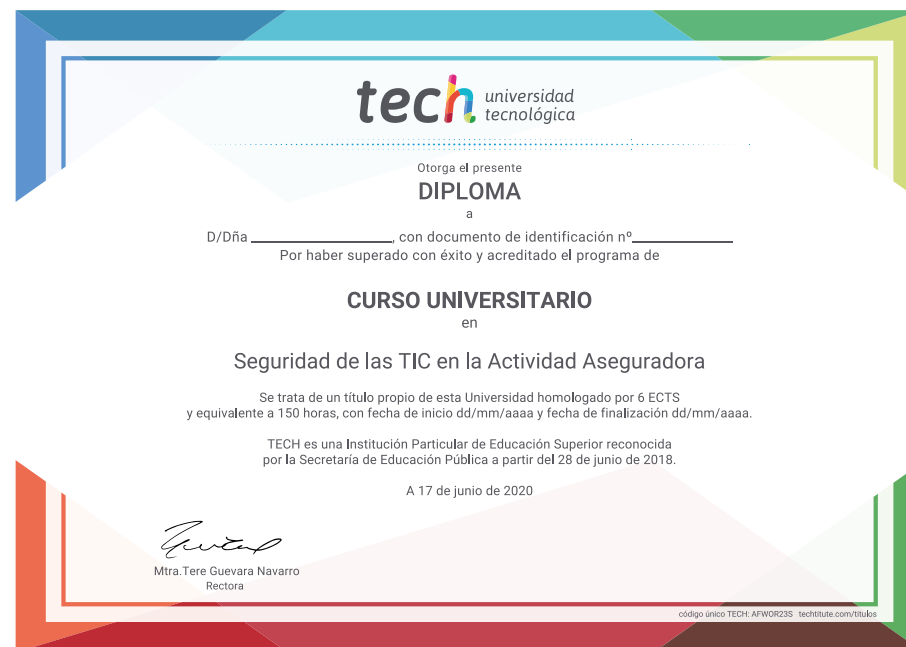 tech universidad
tecnológica
Otorga el presente
DIPLOMA
a
D/Dña ____________________, con documento de identificación nº______________
Por haber superado con éxito y acreditado el programa de
CURSO UNIVERSITARIO
en
Seguridad de las TIC en la Actividad Aseguradora
Se trata de un título propio de esta Universidad homologado por 6 ECTS
y equivalente a 150 horas, con fecha de inicio dd/mm/aaaa y fecha de finalización dd/mm/aaaa.
TECH es una Institución Particular de Educación Superior reconocida
por la Secretaría de Educación Pública a partir del 28 de junio de 2018.
A 17 de junio de 2020
Mtra.Tere Guevara Navarro
Rectora
código único TECH: AFWOR23S techtitute.com/titulos